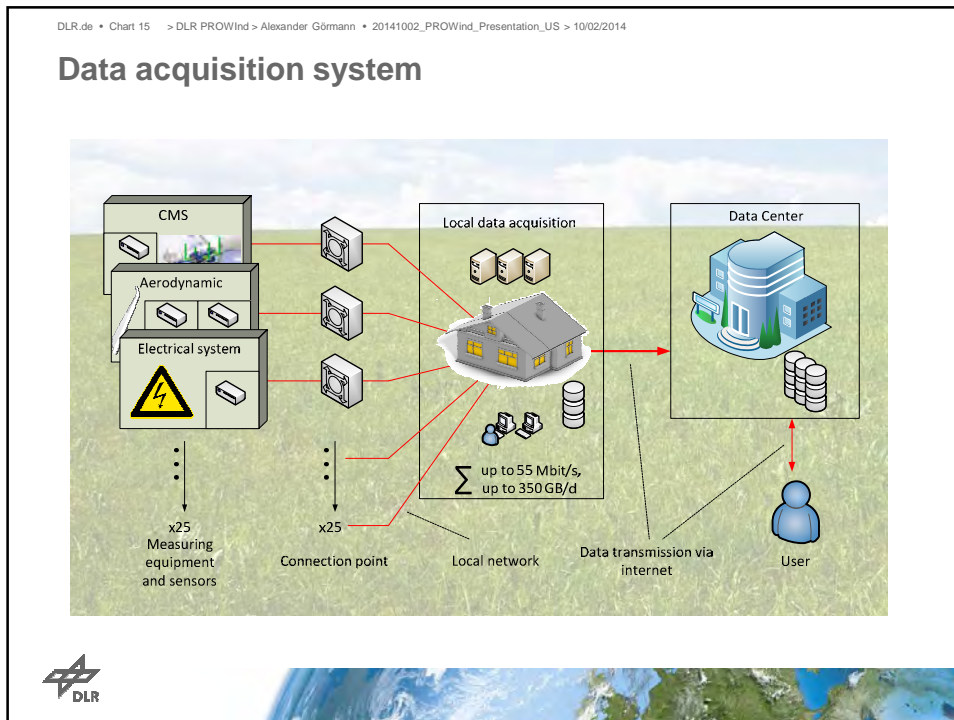 DLR.de • Chart 15 > DLR PROWInd > Alexander Görmann • 20141002_PROWind_Presentation_US > 10/02/2014
Data acquisition system
CMS
Aerodynamic
Electrical system
x25
Measuring
equipment
and sensors
x25
Connection point
Local data acquisition
∑ up to 55 Mbit/s,
up to 350 GB/d
Local network
Data transmission via
internet
Data Center
User
DLR